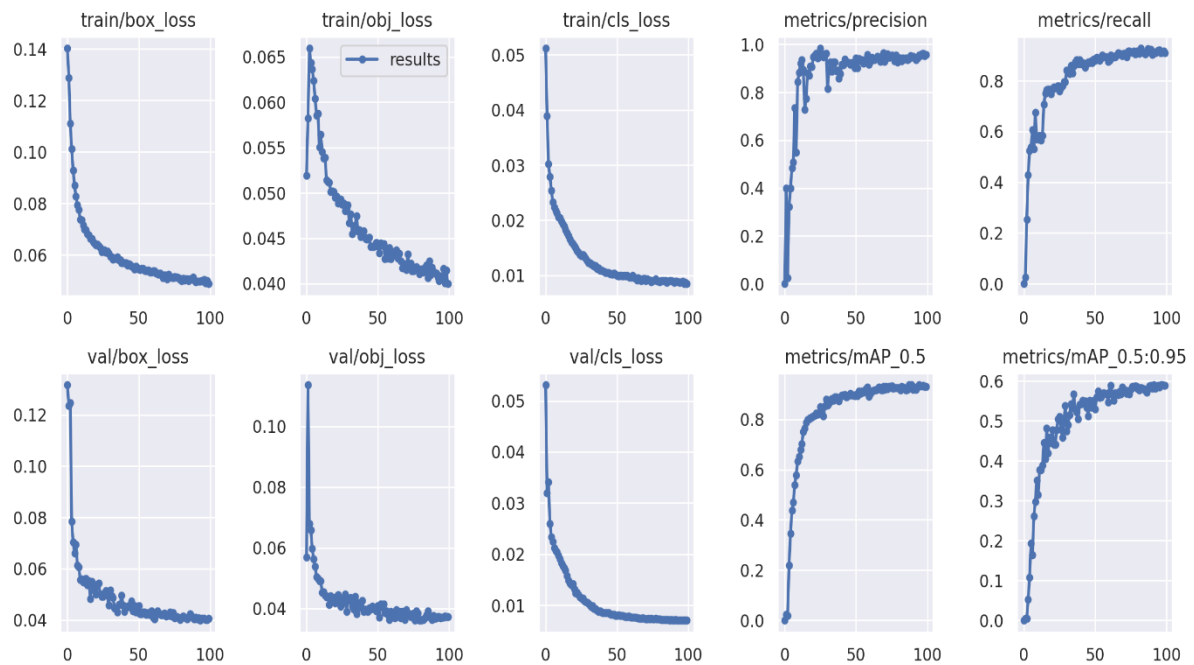 train/box_loss
0.14
0.12
0.10
0.08
0.06
0 50 100
train/obj_loss
results
0.065
0.060
0.055
0.050
0.045
0.040
0 50 100
train/cls_loss
0.05
0.04
0.03
0.02
0.01
0 50 100
metrics/precision
1.0
0.8
0.6
0.4
0.2
0.0
0 50 100
metrics/recall
0.8
0.6
0.4
0.2
0.0
0 50 100
val/box_loss
0.12
0.10
0.08
0.06
0.04
0 50 100
val/obj_loss
0.10
0.08
0.06
0.04
0 50 100
val/cls_loss
0.05
0.04
0.03
0.02
0.01
0 50 100
metrics/mAP_0.5
0.8
0.6
0.4
0.2
0.0
0 50 100
metrics/mAP_0.5:0.95
0.6
0.5
0.4
0.3
0.2
0.1
0.0
0 50 100